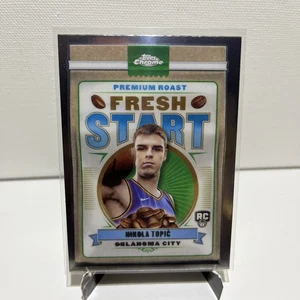 Topps
Chrome
PREMIUM ROAST
FRESH
START
RC
NIKOLA TOPIĆ
OKLAHOMA CITY